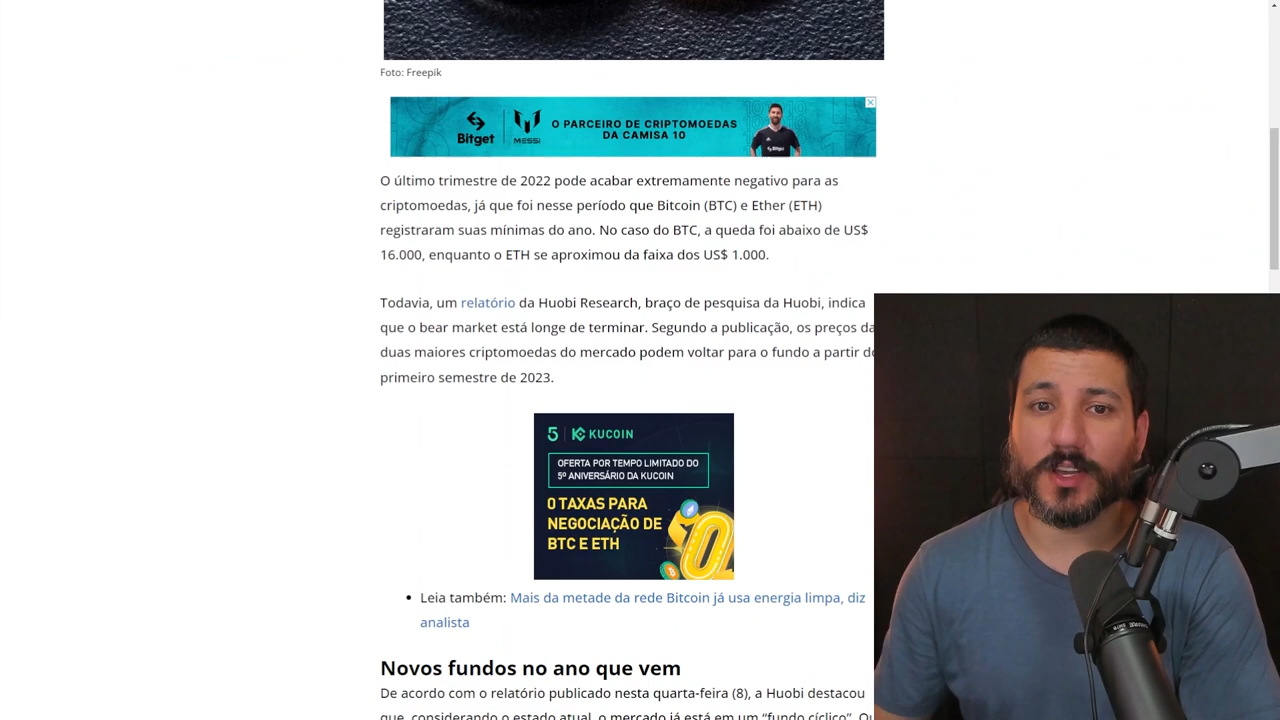 Foto: Freepik
Bitget
MESSI
O PARCEIRO DE CRIPTOMOEDAS
DA CAMISA 10
O último trimestre de 2022 pode acabar extremamente negativo para as
criptomoedas, já que foi nesse período que Bitcoin (BTC) e Ether (ETH)
registraram suas mínimas do ano. No caso do BTC, a queda foi abaixo de US$
16.000, enquanto o ETH se aproximou da faixa dos US$ 1.000.
Todavia, um relatório da Huobi Research, braço de pesquisa da Huobi, indica
que o bear market está longe de terminar. Segundo a publicação, os preços da
duas maiores criptomoedas do mercado podem voltar para o fundo a partir do
primeiro semestre de 2023.
5 KUCOIN
OFERTA POR TEMPO LIMITADO DO
5º ANIVERSÁRIO DA KUCOIN
0 TAXAS PARA
NEGOCIAÇÃO DE
BTC E ETH
• Leia também: Mais da metade da rede Bitcoin já usa energia limpa, diz
analista
Novos fundos no ano que vem
De acordo com o relatório publicado nesta quarta-feira (8), a Huobi destacou
que, considerando o estado atual, o mercado já está em um “fundo cíclico”.